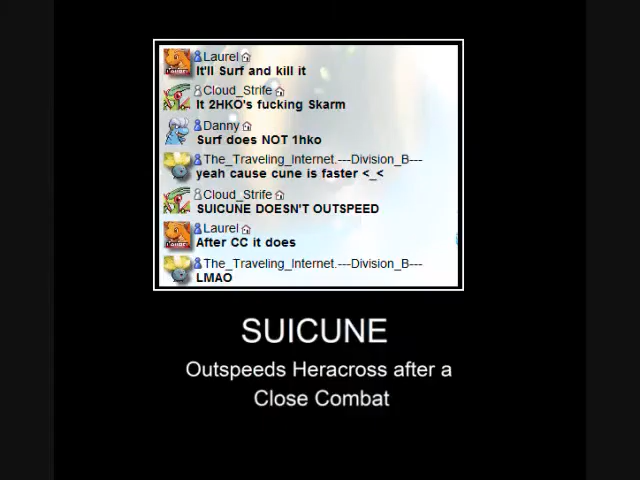 Laurel
It'll Surf and kill it
Cloud_Strife
It 2HKO's fucking Skarm
Danny
Surf does NOT 1hko
The_Traveling_Internet.---Division_B---
yeah cause cune is faster <_<
Cloud_Strife
SUICUNE DOESN'T OUTSPEED
Laurel
After CC it does
The_Traveling_Internet.---Division_B---
LMAO
SUICUNE
Outspeeds Heracross after a
Close Combat